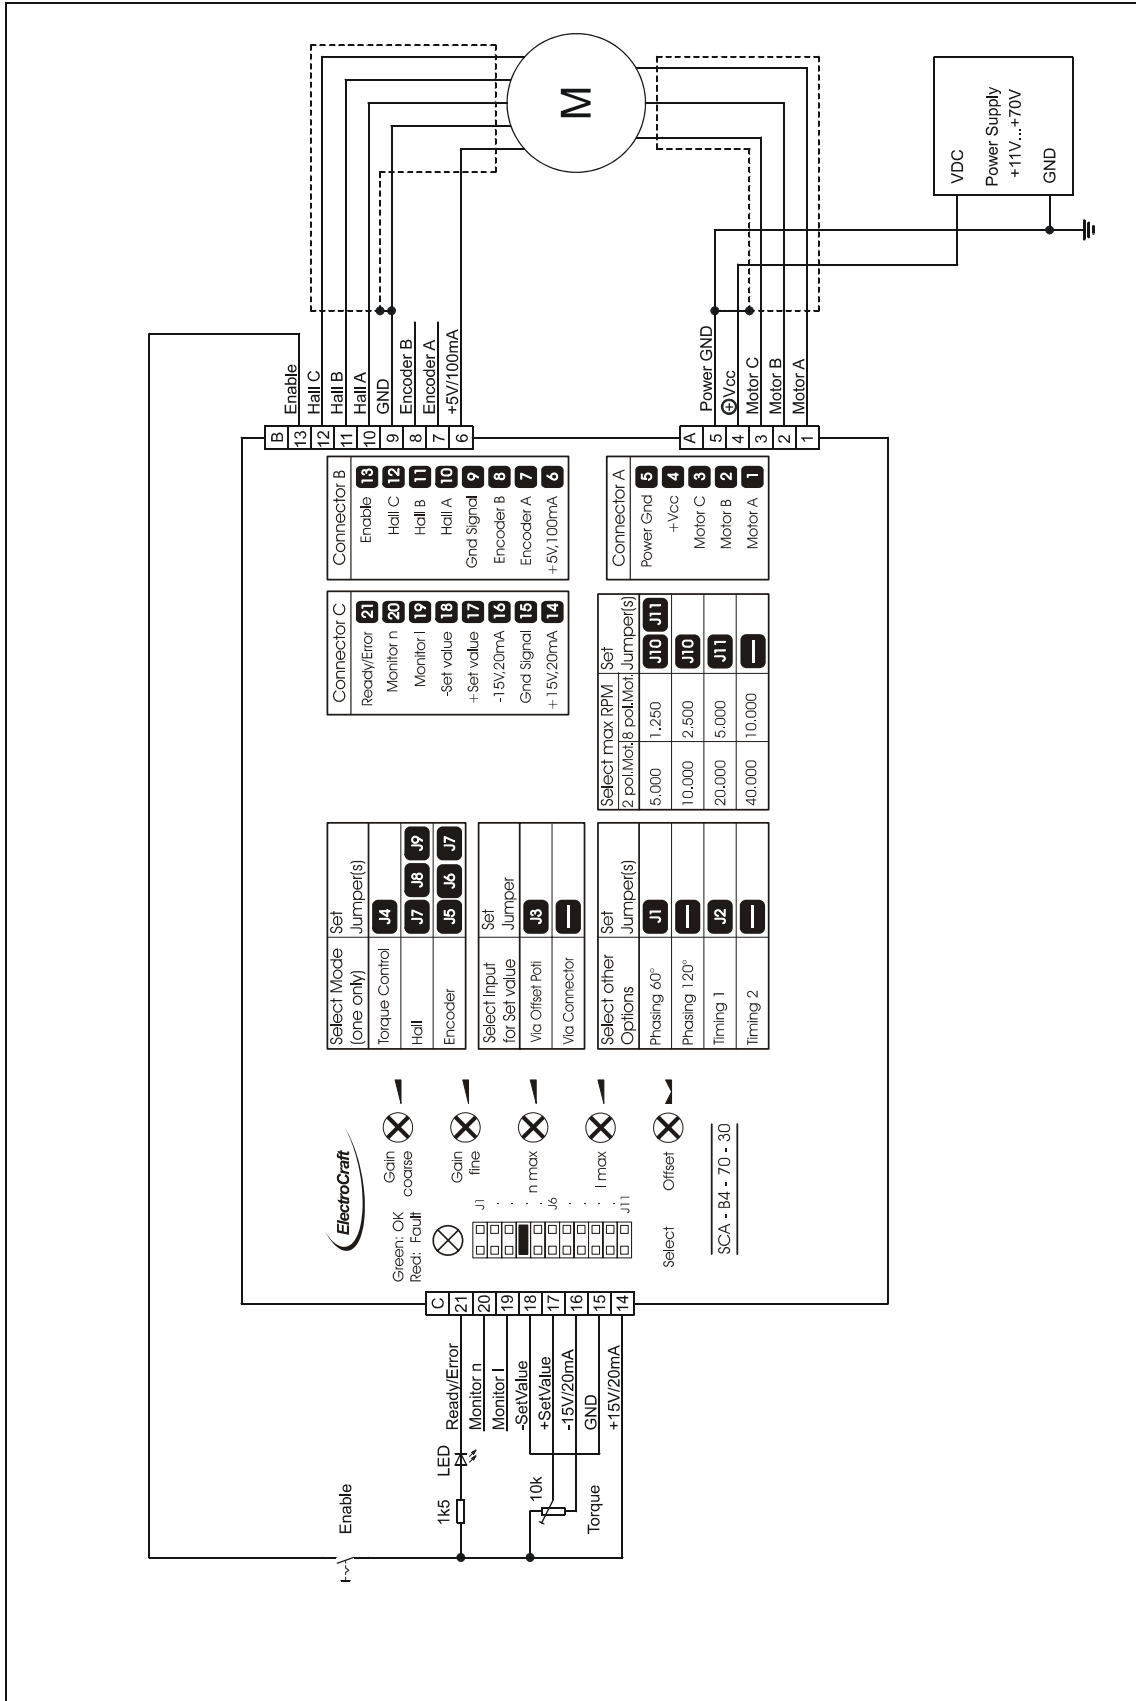 Enable
1k5
LED
10k
Torque
Ready/Error
Monitor n
Monitor I
-SetValue
+SetValue
-15V/20mA
GND
+15V/20mA
C
21
20
19
18
17
16
15
14
ElectroCraft
Green: OK
Red: Fault
Gain
coarse
Gain
fine
n max
I max
Offset
J1
J6
J11
Select
SCA - B4 - 70 - 30
Select Mode
(one only)
Set
Jumper(s)
Torque Control J4
Hall J7 J8 J9
Encoder J5 J6 J7
Select Input
for Set value
Set
Jumper
Via Offset Poti J3
Via Connector —
Select other
Options
Set
Jumper(s)
Phasing 60° J1
Phasing 120° —
Timing 1 J2
Timing 2 —
Connector C
Ready/Error 21
Monitor n 20
Monitor I 19
-Set value 18
+Set value 17
-15V,20mA 16
Gnd Signal 15
+15V,20mA 14
Select max RPM
2 pol.Mot. 8 pol.Mot.
Set
Jumper(s)
5.000 1.250 J10 J11
10.000 2.500 J10
20.000 5.000 J11
40.000 10.000 —
Connector B
Enable 13
Hall C 12
Hall B 11
Hall A 10
Gnd Signal 9
Encoder B 8
Encoder A 7
+5V,100mA 6
Connector A
Power Gnd 5
+Vcc 4
Motor C 3
Motor B 2
Motor A 1
B
13
12
11
10
9
8
7
6
Enable
Hall C
Hall B
Hall A
GND
Encoder B
Encoder A
+5V/100mA
A
5
4
3
2
1
Power GND
+Vcc
Motor C
Motor B
Motor A
M
VDC
Power Supply
+11V...+70V
GND